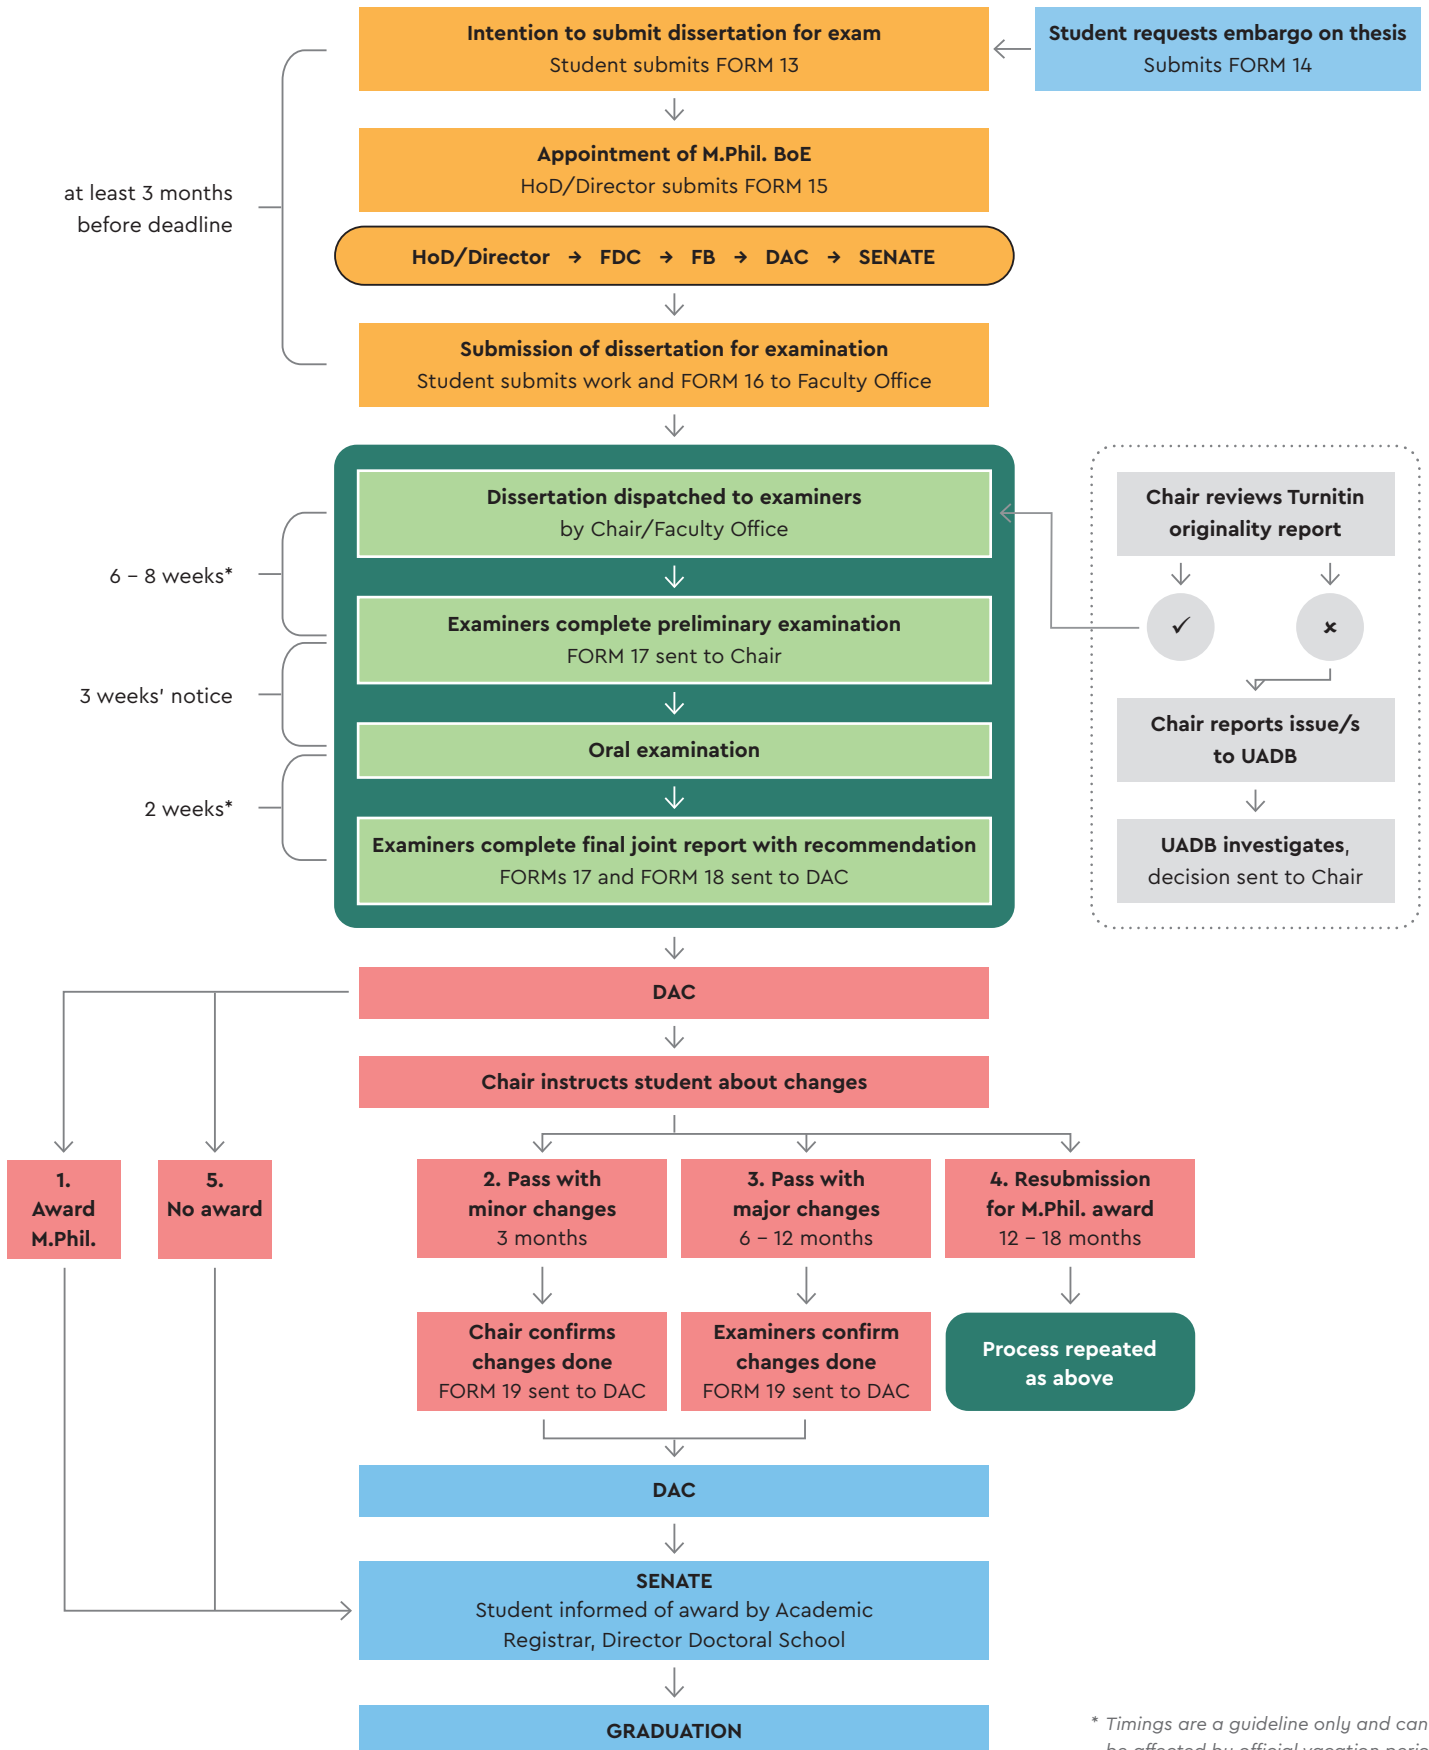 Intention to submit dissertation for exam
Student submits FORM 13
Student requests embargo on thesis
Submits FORM 14
at least 3 months
before deadline
Appointment of M.Phil. BoE
HoD/Director submits FORM 15
HoD/Director → FDC → FB → DAC → SENATE
Submission of dissertation for examination
Student submits work and FORM 16 to Faculty Office
6 – 8 weeks*
3 weeks' notice
2 weeks*
Dissertation dispatched to examiners
by Chair/Faculty Office
Examiners complete preliminary examination
FORM 17 sent to Chair
Oral examination
Examiners complete final joint report with recommendation
FORMs 17 and FORM 18 sent to DAC
Chair reviews Turnitin
originality report
✓
×
Chair reports issue/s
to UADB
UADB investigates,
decision sent to Chair
DAC
Chair instructs student about changes
1.
Award
M.Phil.
5.
No award
2. Pass with
minor changes
3 months
3. Pass with
major changes
6 – 12 months
4. Resubmission
for M.Phil. award
12 – 18 months
Chair confirms
changes done
FORM 19 sent to DAC
Examiners confirm
changes done
FORM 19 sent to DAC
Process repeated
as above
DAC
SENATE
Student informed of award by Academic
Registrar, Director Doctoral School
GRADUATION
* Timings are a guideline only and can
be affected by official vacation